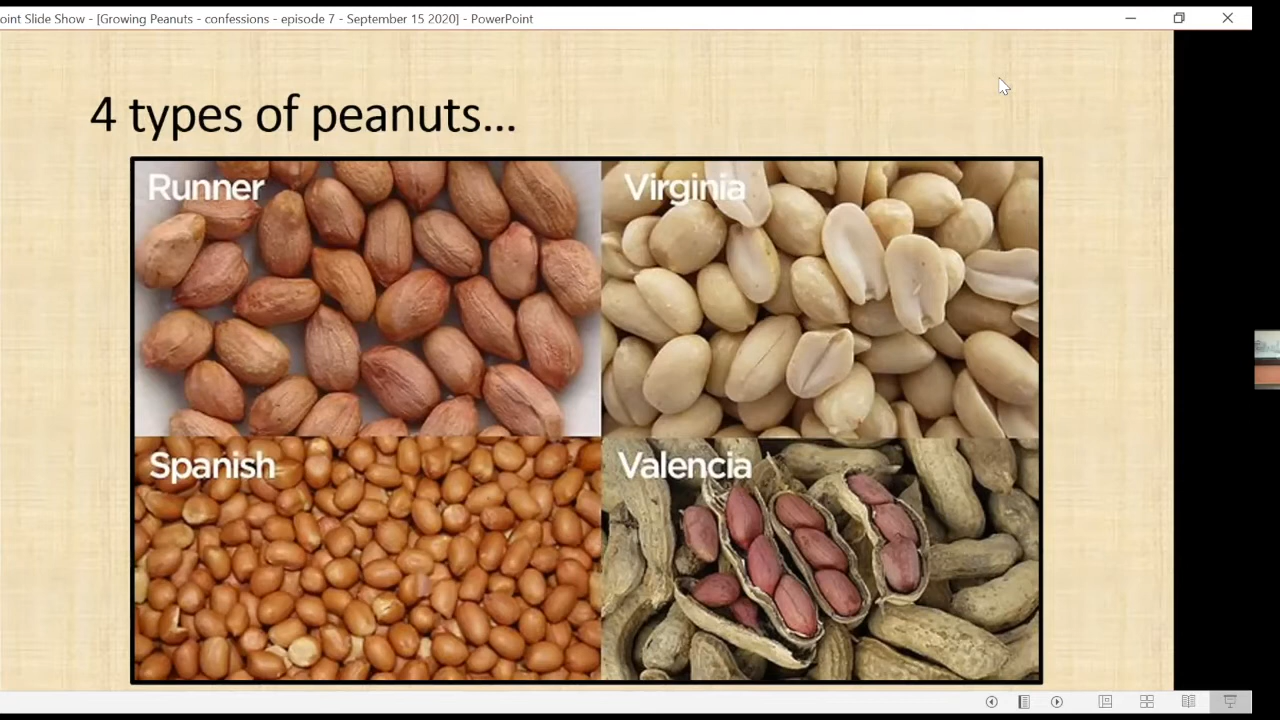 oint Slide Show - [Growing Peanuts - confessions - episode 7 - September 15 2020] - PowerPoint
4 types of peanuts...
Runner
Virginia
Spanish
Valencia